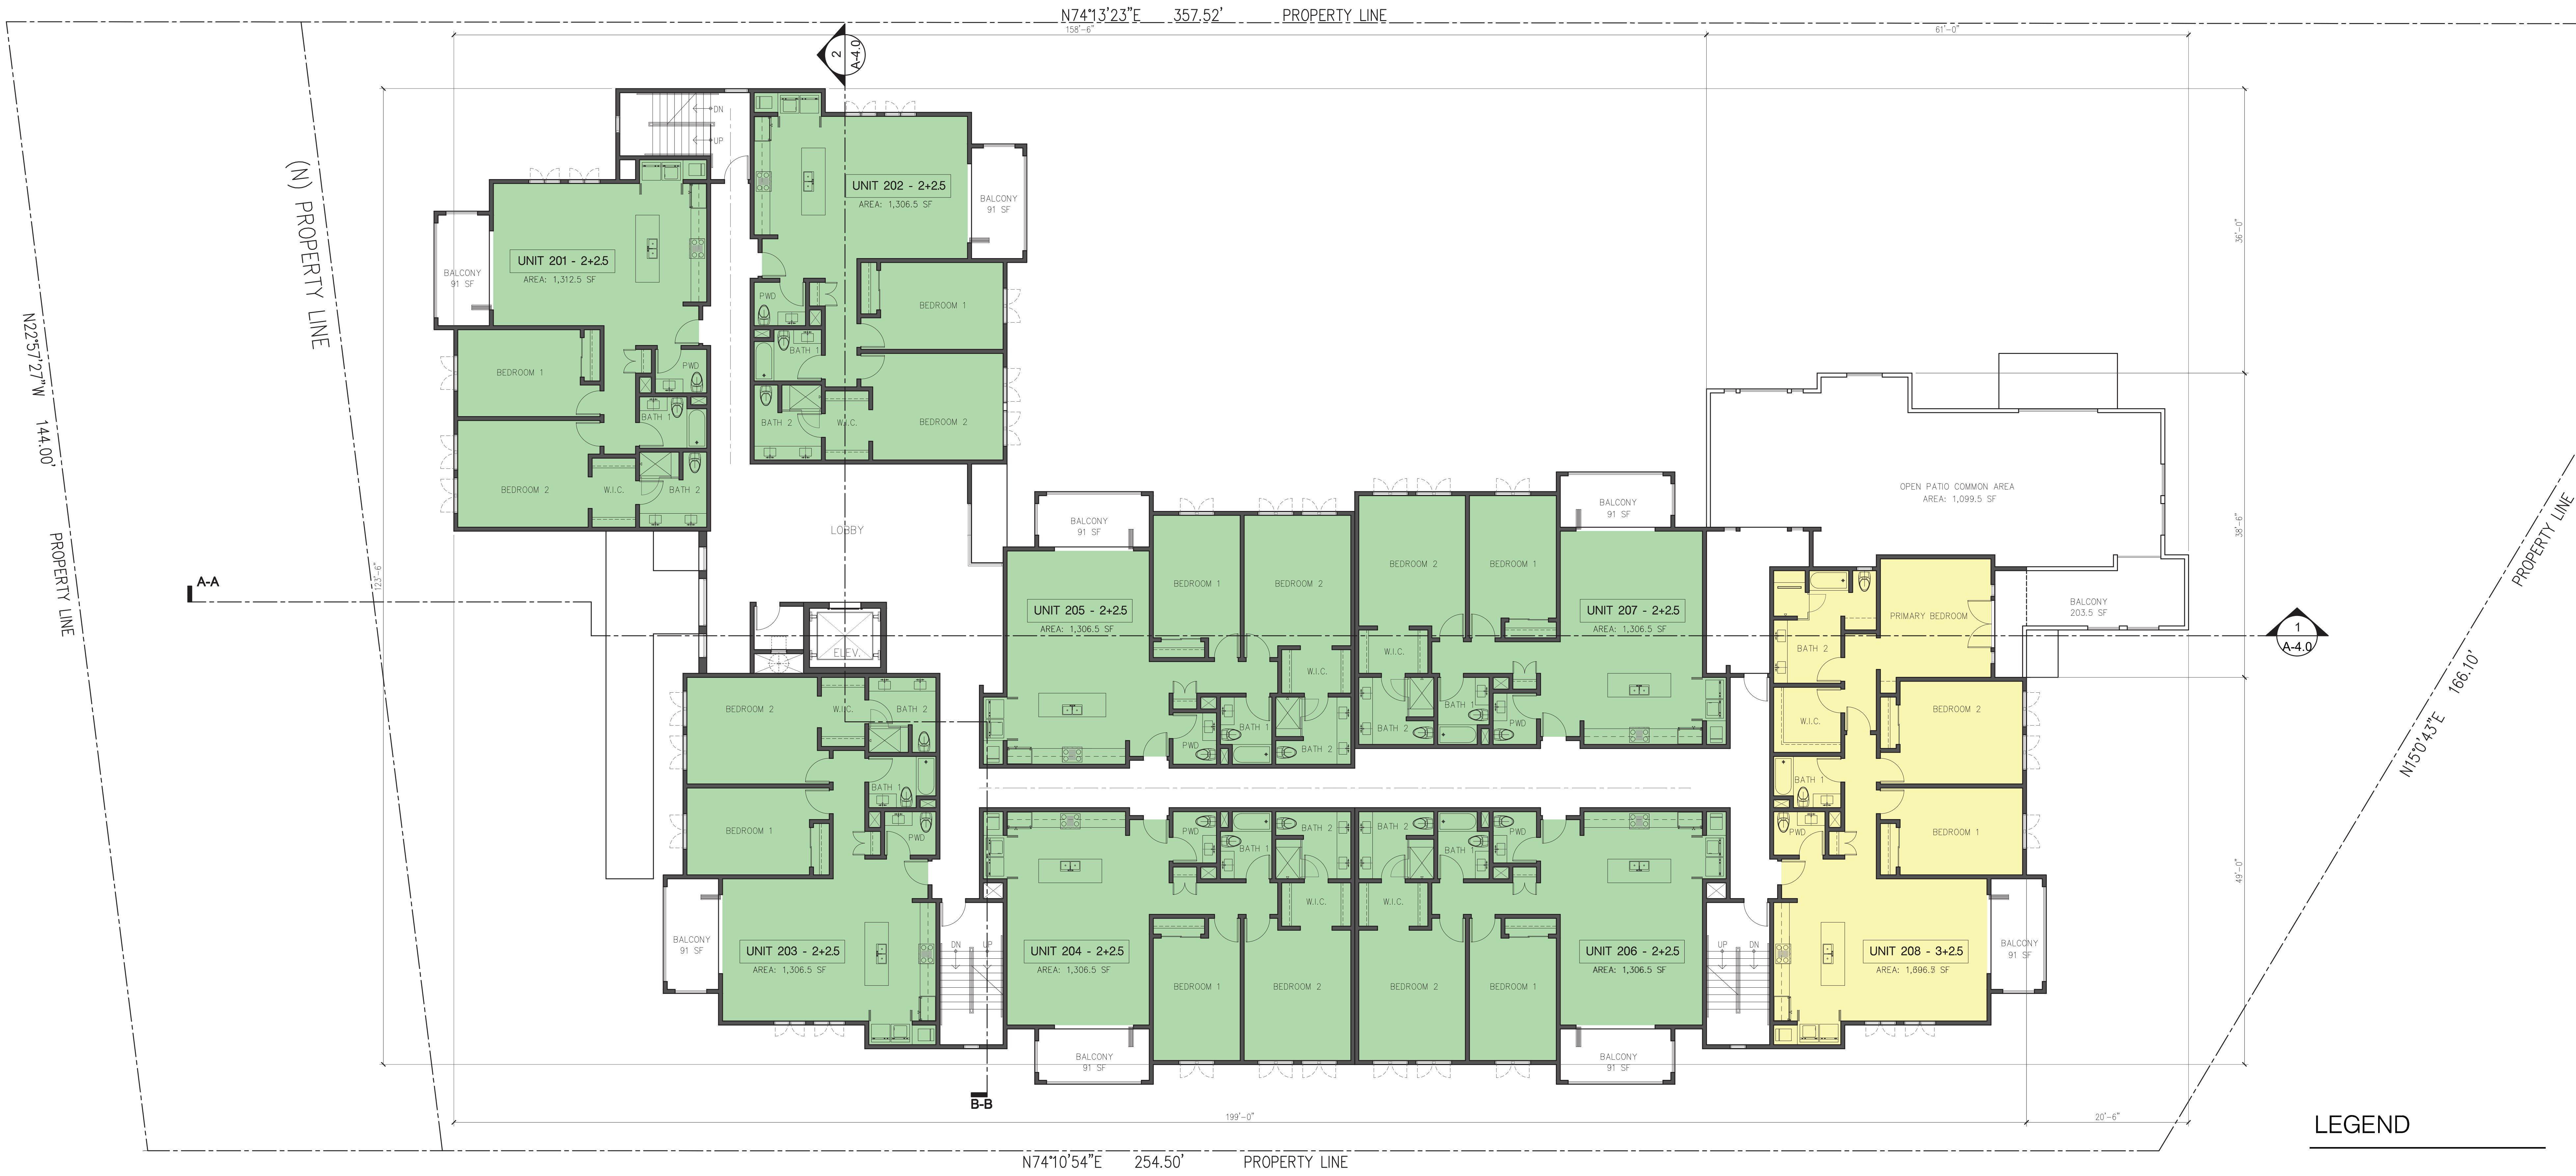 N74°13'23"E 357.52' PROPERTY LINE
158'-6"
61'-0"
2
A-4.0
DN
UP
(N) PROPERTY LINE
N22°57'27"W 144.00' PROPERTY LINE
UNIT 202 - 2+2.5
AREA: 1,306.5 SF
BALCONY
91 SF
PWD
BATH 1
BATH 2
W.I.C.
BEDROOM 1
BEDROOM 2
UNIT 201 - 2+2.5
AREA: 1,312.5 SF
BALCONY
91 SF
BEDROOM 1
PWD
BATH 1
BEDROOM 2
W.I.C.
BATH 2
36'-0"
38'-6"
49'-0"
123'-6"
LOBBY
ELEV.
A-A
OPEN PATIO COMMON AREA
AREA: 1,099.5 SF
BALCONY
203.5 SF
1
A-4.0
N15°0'43"E 166.10' PROPERTY LINE
BALCONY
91 SF
UNIT 205 - 2+2.5
AREA: 1,306.5 SF
BEDROOM 1
BEDROOM 2
W.I.C.
PWD
BATH 1
BATH 2
BALCONY
91 SF
UNIT 207 - 2+2.5
AREA: 1,306.5 SF
BEDROOM 2
BEDROOM 1
W.I.C.
BATH 2
BATH 1
PWD
PRIMARY BEDROOM
BATH 2
W.I.C.
BEDROOM 2
BATH 1
PWD
BEDROOM 1
UNIT 208 - 3+2.5
BALCONY
91 SF
BEDROOM 2
W.I.C.
BATH 2
BATH 1
BEDROOM 1
PWD
BALCONY
91 SF
UNIT 203 - 2+2.5
AREA: 1,306.5 SF
DN UP
PWD
BATH 1
BATH 2
W.I.C.
UNIT 204 - 2+2.5
AREA: 1,306.5 SF
BEDROOM 1
BEDROOM 2
BALCONY
91 SF
BATH 2
BATH 1
PWD
W.I.C.
UNIT 206 - 2+2.5
AREA: 1,306.5 SF
BEDROOM 2
BEDROOM 1
BALCONY
91 SF
UP DN
B-B
199'-0"
20'-6"
N74°10'54"E 254.50' PROPERTY LINE
LEGEND